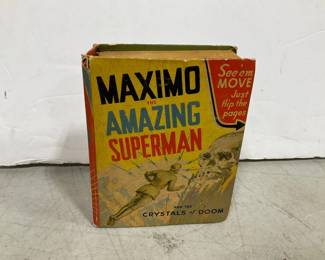 MAXIMO
THE
AMAZING
SUPERMAN
See 'em
MOVE
Just
flip the
pages
AND THE
CRYSTALS of DOOM